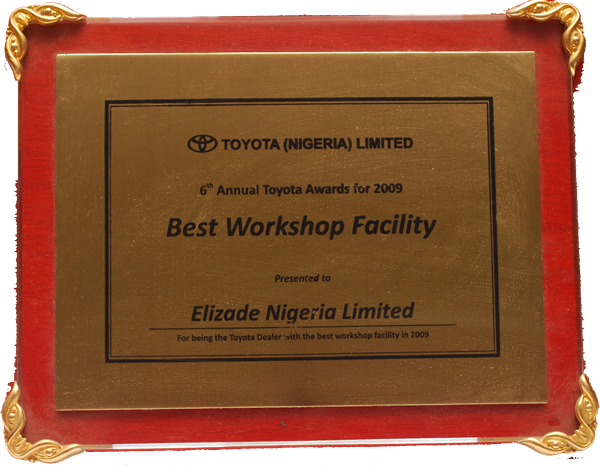 TOYOTA (NIGERIA) LIMITED
6th Annual Toyota Awards for 2009
Best Workshop Facility
Presented to
Elizade Nigeria Limited
For being the Toyota Dealer with the best workshop facility in 2009